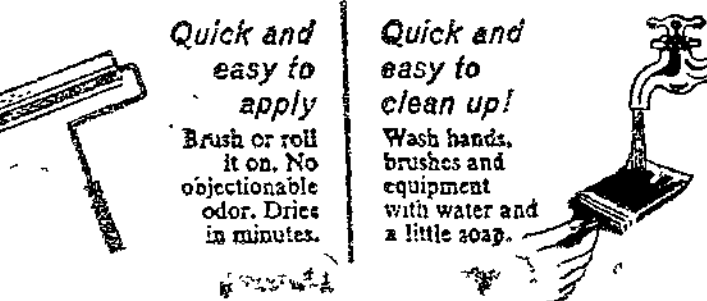 Quick and
easy to
apply
Brush or roll
it on. No
objectionable
odor. Dries
in minutes.
Quick and
easy to
clean up!
Wash hands,
brushes and
equipment
with water and
a little soap.